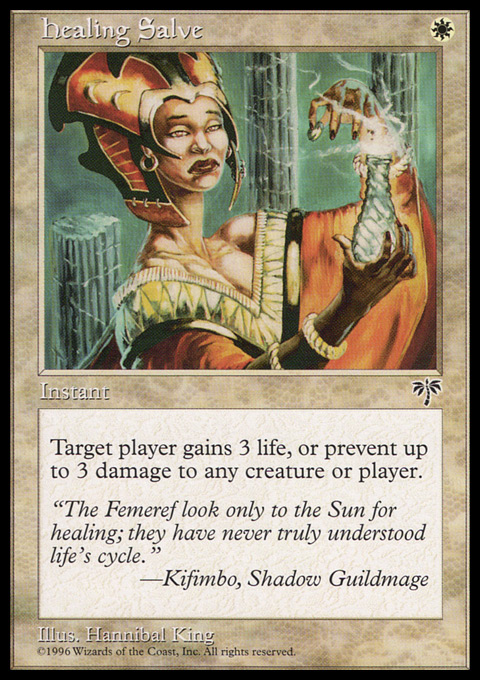 Healing Salve
Instant
Target player gains 3 life, or prevent up
to 3 damage to any creature or player.
“The Femeref look only to the Sun for
healing; they have never truly understood
life’s cycle.”
—Kifimbo, Shadow Guildmage
Illus. Hannibal King
©1996 Wizards of the Coast, Inc. All rights reserved.